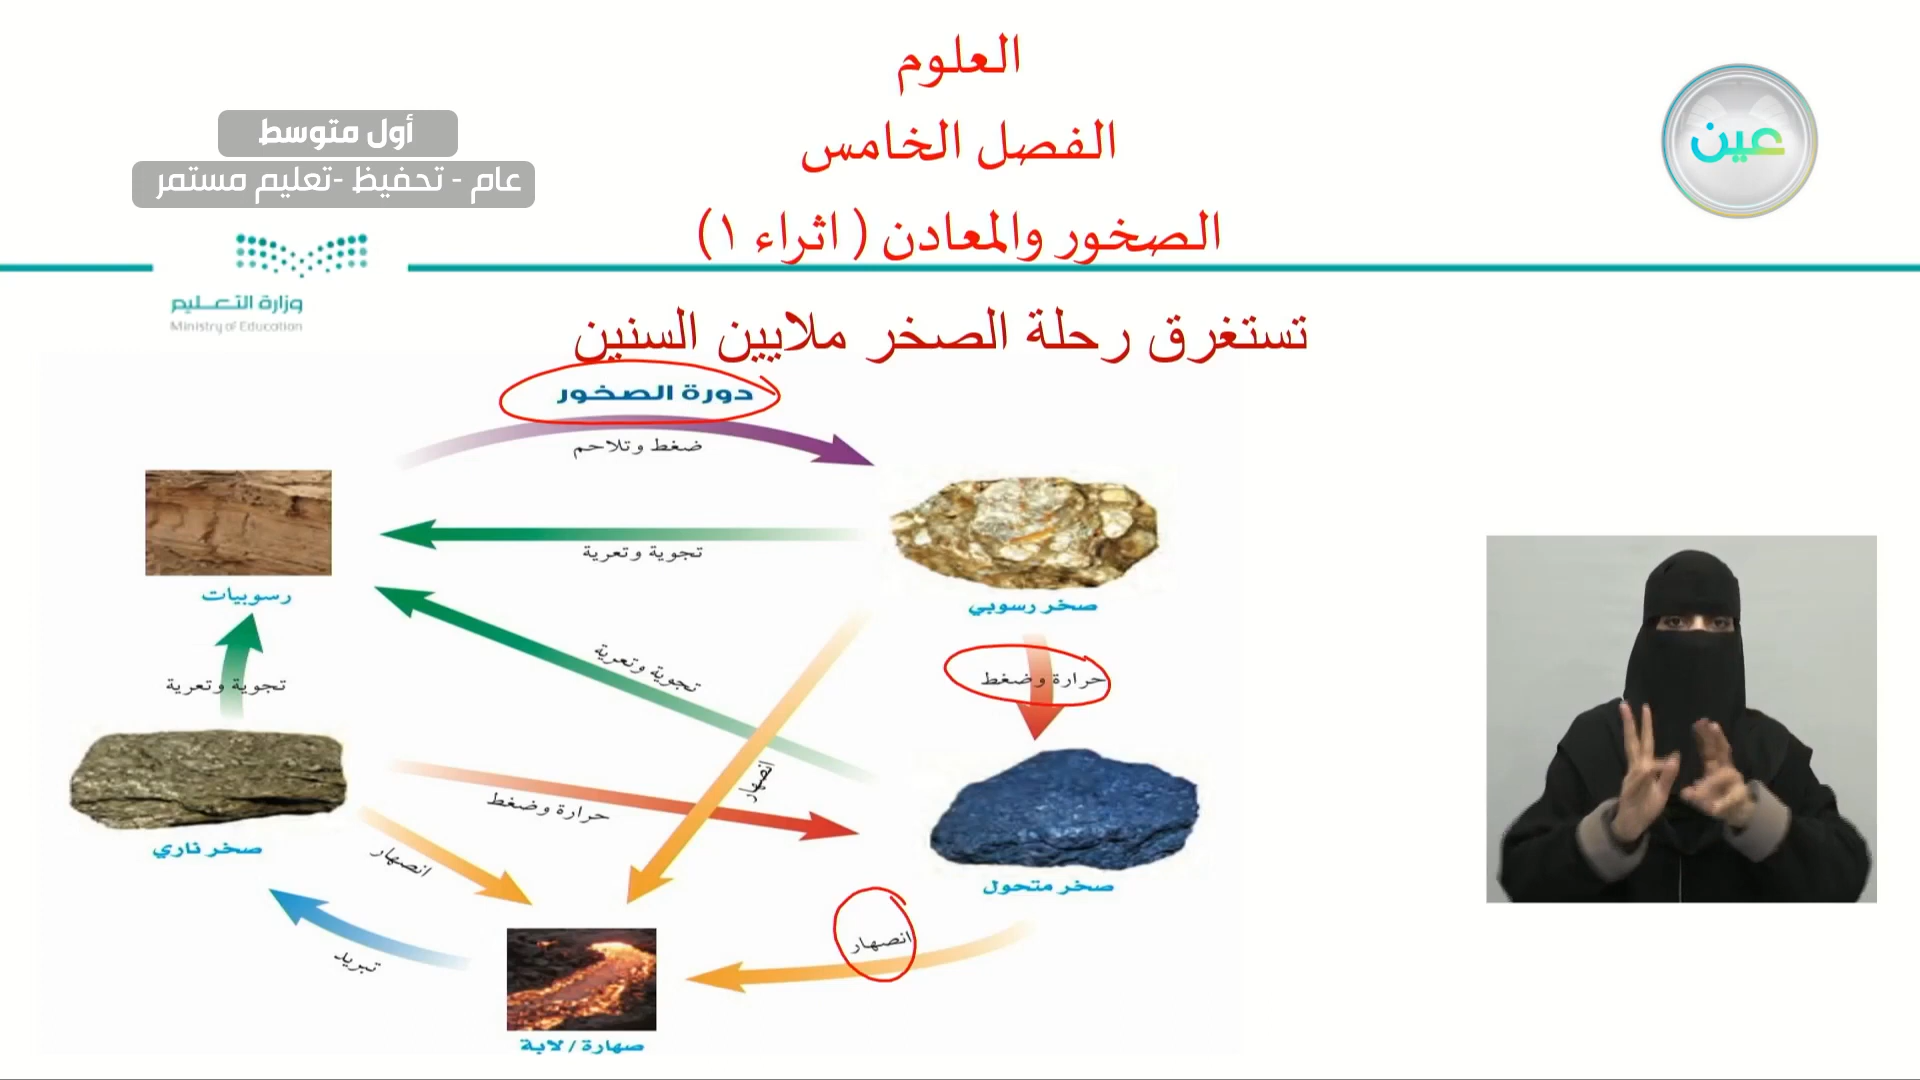 العلوم
الفصل الخامس
الصخور والمعادن ( اثراء ١)
عين
أول متوسط
عام - تحفيظ -تعليم مستمر
وزارة التعليم
Ministry of Education
تستغرق رحلة الصخر ملايين السنين
دورة الصخور
ضغط وتلاحم
تجوية وتعرية
رسوبيات
صخر رسوبي
تجوية وتعرية
حرارة وضغط
تجوية وتعرية
انصهار
حرارة وضغط
صخر ناري
انصهار
صخر متحول
انصهار
تبريد
صهارة / لابة